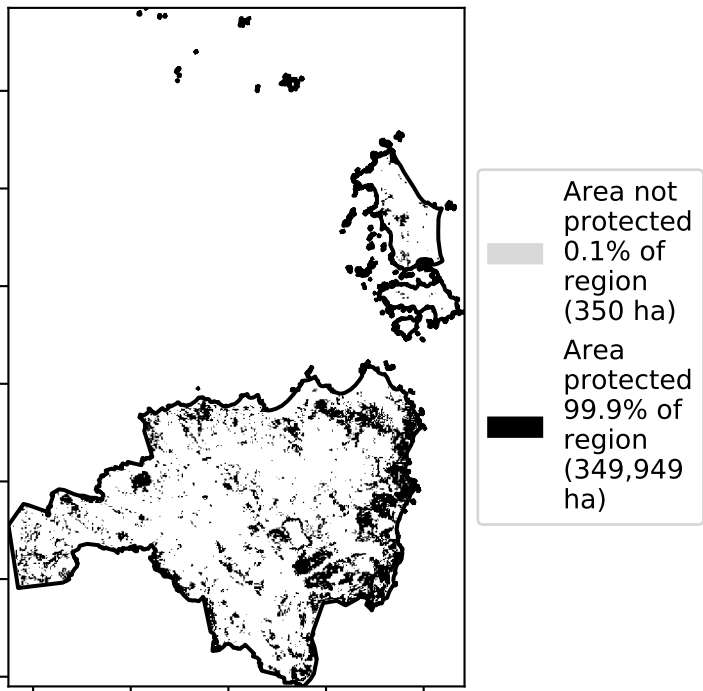 Area not
protected
0.1% of
region
(350 ha)
Area
protected
99.9% of
region
(349,949
ha)